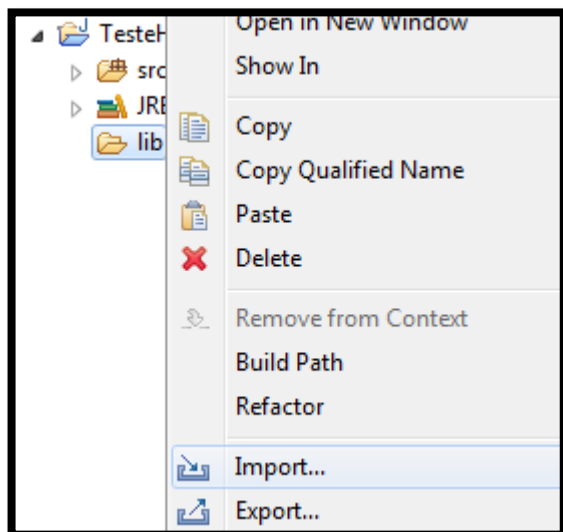 TesteH
src
JRE
lib
Open in New Window
Show In
Copy
Copy Qualified Name
Paste
Delete
Remove from Context
Build Path
Refactor
Import...
Export...